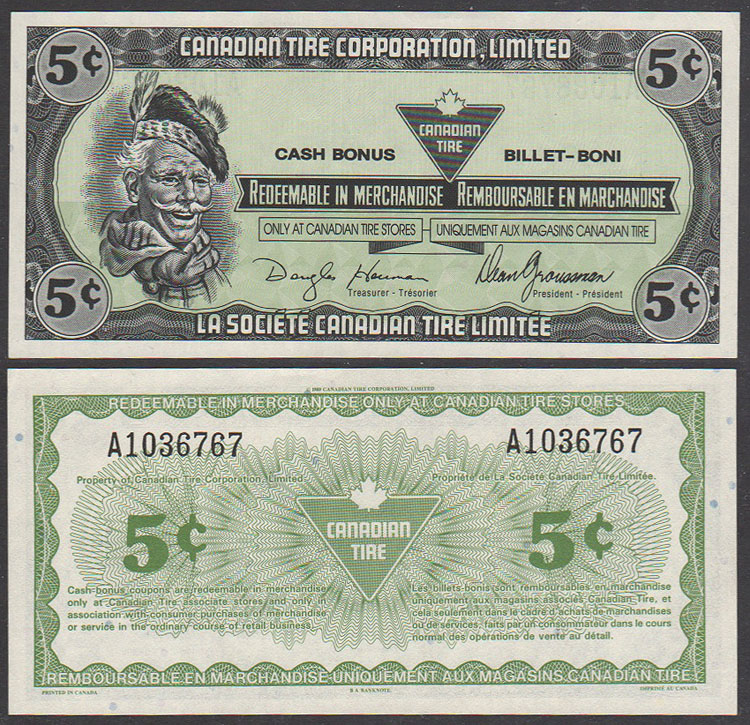 CANADIAN TIRE CORPORATION, LIMITED
5¢ 5¢
CANADIAN
TIRE
CASH BONUS BILLET-BONI
REDEEMABLE IN MERCHANDISE REMBOURSABLE EN MARCHANDISE
ONLY AT CANADIAN TIRE STORES UNIQUEMENT AUX MAGASINS CANADIAN TIRE
Dean Groussman
Treasurer - Trésorier President - Président
5¢ 5¢
LA SOCIÉTÉ CANADIAN TIRE LIMITÉE
CANADIAN TIRE CORPORATION, LIMITED
REDEEMABLE IN MERCHANDISE ONLY AT CANADIAN TIRE STORES
A1036767 A1036767
Property of Canadian Tire Corporation, Limited. Propriété de La Société Canadian Tire Limitée.
5¢ 5¢
CANADIAN
TIRE
Cash bonus coupons are redeemable in merchandise
only at Canadian Tire associate stores and only in
association with consumer purchases of merchandise
or service in the ordinary course of retail business.
Les billets-bonis sont remboursables en marchandise
uniquement aux magasins associés Canadian Tire, et
cela seulement dans le cadre d'achats de marchandises
ou de services, faits par un consommateur dans le cours
normal des opérations de vente au détail.
REMBOURSABLE EN MARCHANDISE UNIQUEMENT AUX MAGASINS CANADIAN TIRE
PRINTED IN CANADA B A BANKNOTE. IMPRIMÉ AU CANADA